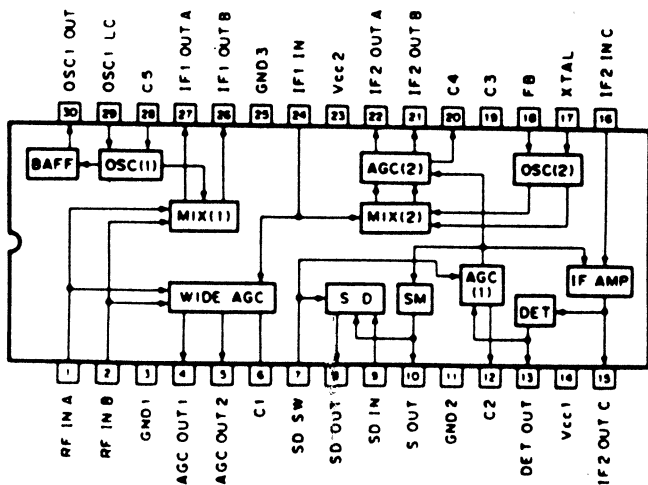 OSC1 OUT
OSC1 LC
C5
IF1 OUT A
IF1 OUT B
GND3
IF1 IN
Vcc2
IF2 OUT A
IF2 OUT B
C4
C3
FB
XTAL
IF2 IN C
30 29 28 27 26 25 24 23 22 21 20 19 18 17 16
BAFF OSC(1) AGC(2) OSC(2)
MIX(1) MIX(2)
WIDE AGC S D SM AGC (1) IF AMP
DET
1 2 3 4 5 6 7 8 9 10 11 12 13 14 15
RF IN A
RF IN B
GND1
AGC OUT1
AGC OUT2
C1
SD SW
SD OUT
SD IN
S OUT
GND2
C2
DET OUT
Vcc1
IF2 OUT C